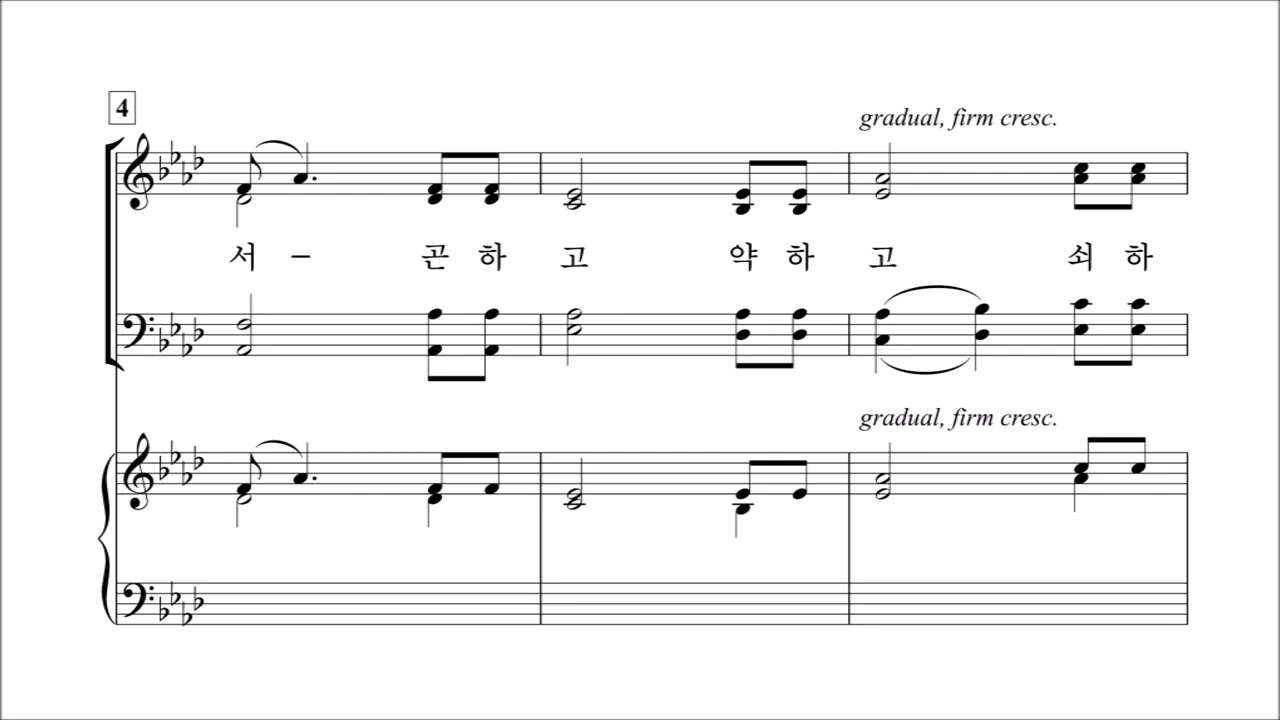 4
gradual, firm cresc.
서 – 곤 하 고 약 하 고 쇠 하
gradual, firm cresc.